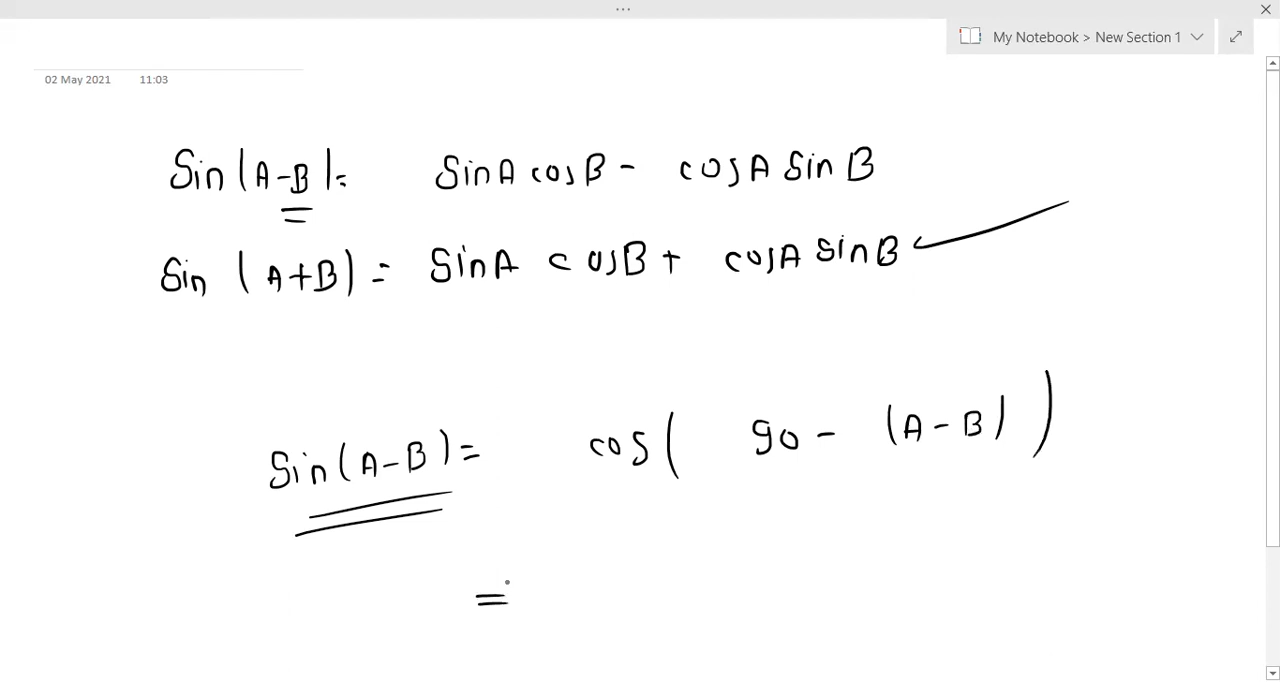 ...
My Notebook > New Section 1
02 May 2021 11:03
Sin(A-B)= SinA cosB - cosA SinB
Sin (A+B) = SinA cosB + cosA SinB
Sin(A-B)= cos( 90 - (A-B) )
=